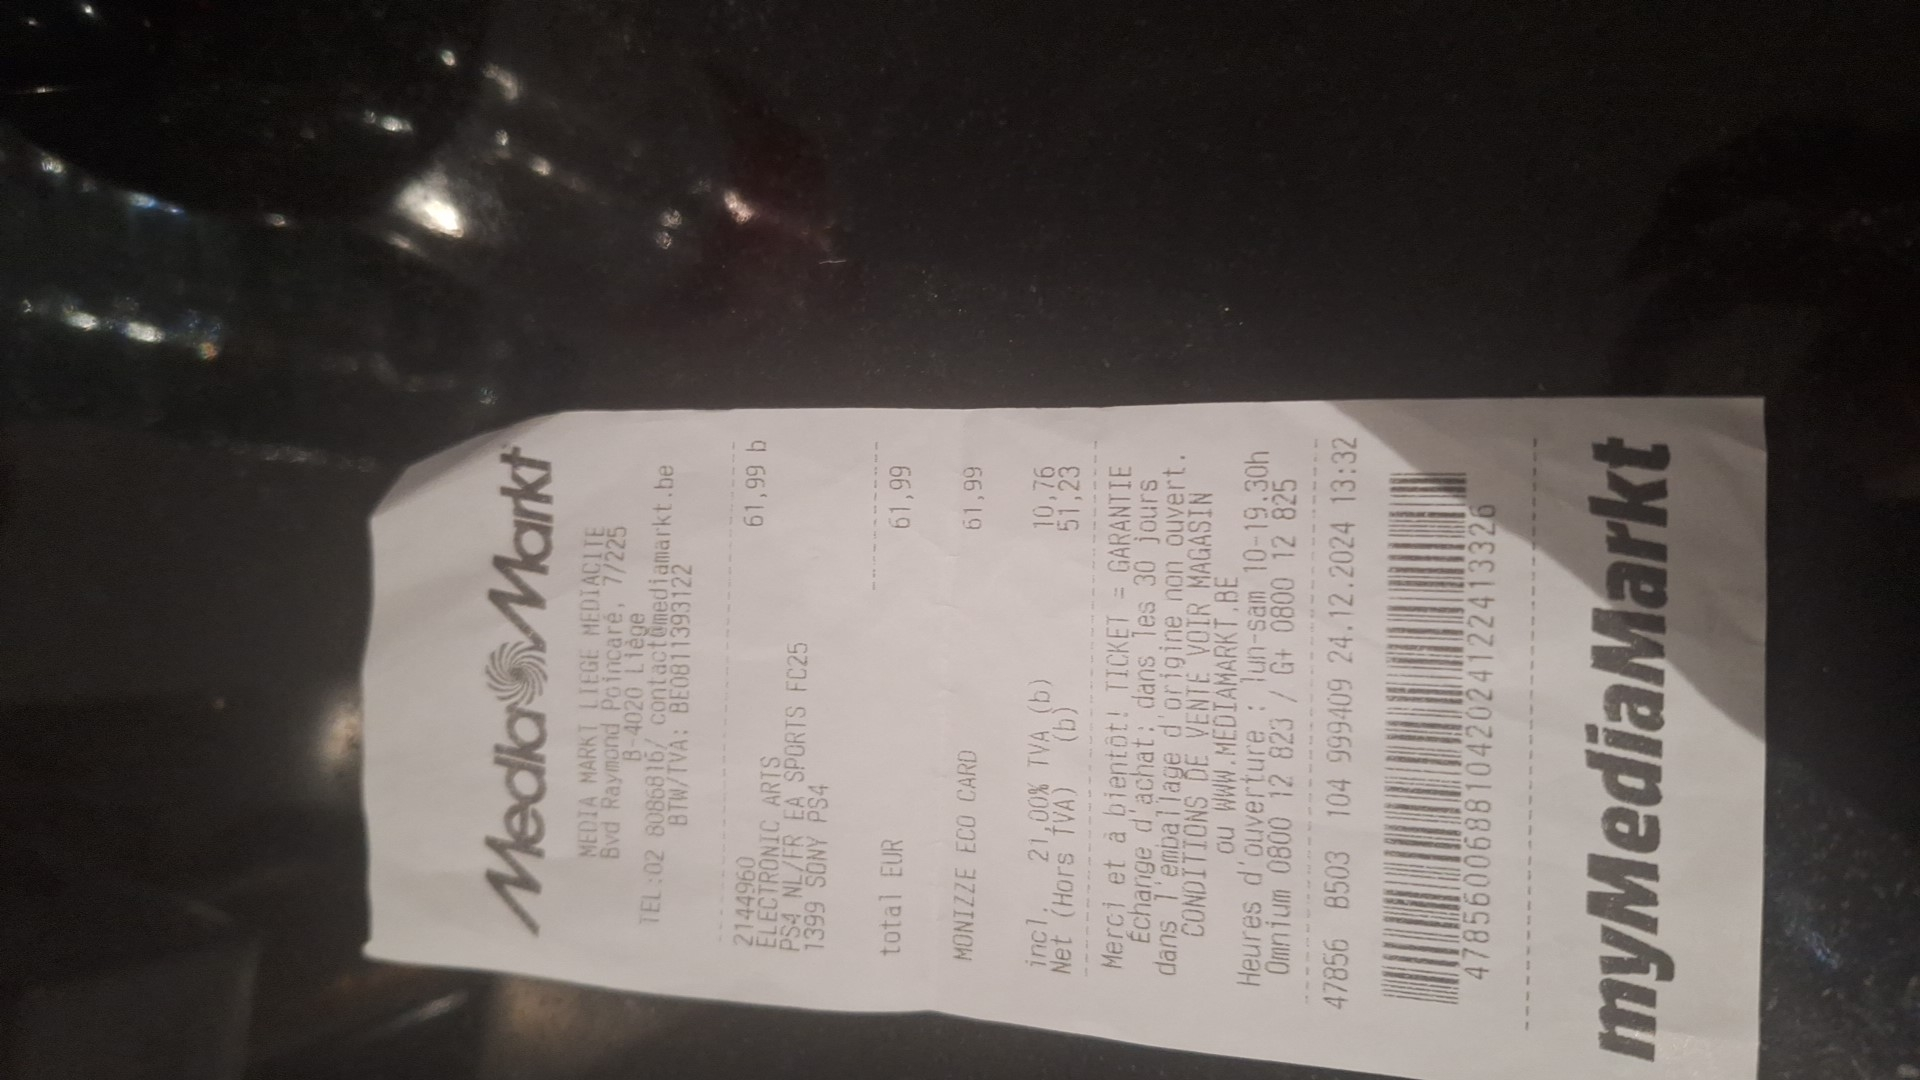 Media Markt
MEDIA MARKT LIEGE MEDIACITE
Bvd Raymond Poincaré, 7/225
B-4020 Liège
TEL:02 8086816/ contact@mediamarkt.be
BTW/TVA: BE0811393122
2144960
ELECTRONIC ARTS 61,99 b
PS4 NL/FR EA SPORTS FC25
1399 SONY PS4
total EUR 61,99
MONIZZE ECO CARD 61,99
incl. 21,00% TVA (b) 10,76
Net (Hors TVA) (b) 51,23
Merci et à bientôt! TICKET = GARANTIE
Échange d'achat: dans les 30 jours
dans l'emballage d'origine non ouvert.
CONDITIONS DE VENTE VOIR MAGASIN
ou WWW.MEDIAMARKT.BE
Heures d'ouverture : lun-sam 10-19.30h
Omnium 0800 12 823 / G+ 0800 12 825
47856 B503 104 999409 24.12.2024 13:32
4785600688104202412241332​6
myMediaMarkt